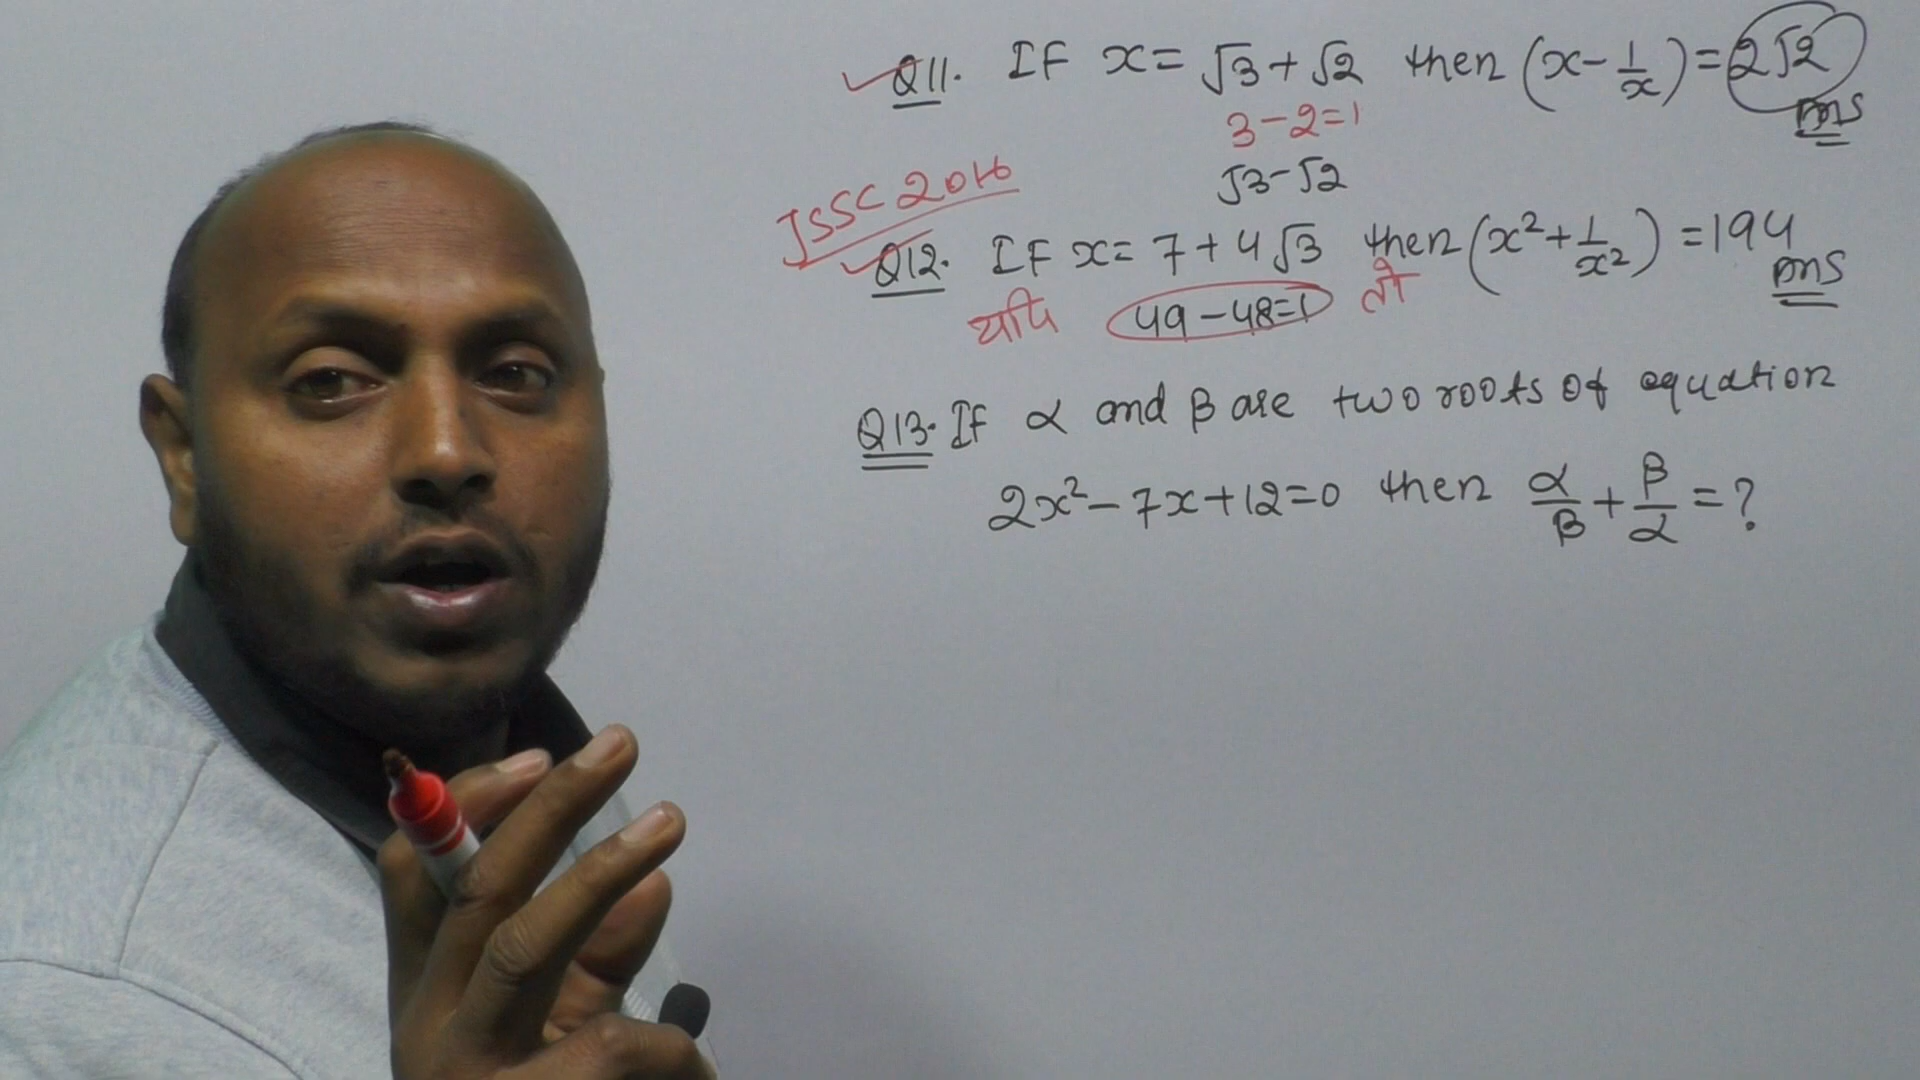 Q11. If x = √3 + √2 then (x - 1/x) = 2√2
Ans
3 - 2 = 1
√3 - √2
JSSC 2016
Q12. If x = 7 + 4√3 then (x² + 1/x²) = 194
Ans
यदि 49 - 48 = 1 तो
Q13. If α and β are two roots of equation
2x² - 7x + 12 = 0 then α/β + β/α = ?